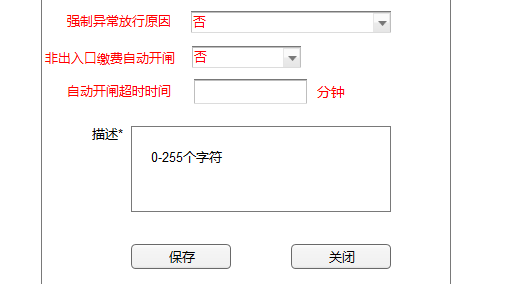 强制异常放行原因 否
非出入口缴费自动开闸 否
自动开闸超时时间 分钟
描述*
0-255个字符
保存 关闭